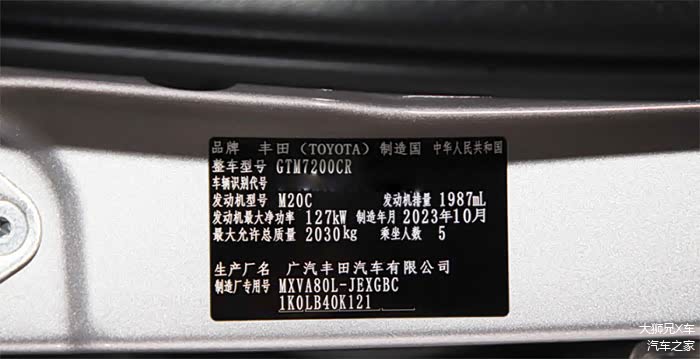 品牌 丰田（TOYOTA）制造国 中华人民共和国
整车型号 GTM7200CR
车辆识别代号
发动机型号 M20C 发动机排量 1987mL
发动机最大净功率 127kW 制造年月 2023年10月
最大允许总质量 2030kg 乘坐人数 5
生产厂名 广汽丰田汽车有限公司
制造厂专用号 MXVA80L-JEXGBC
1K0LB40K121
大狮兄X车
汽车之家